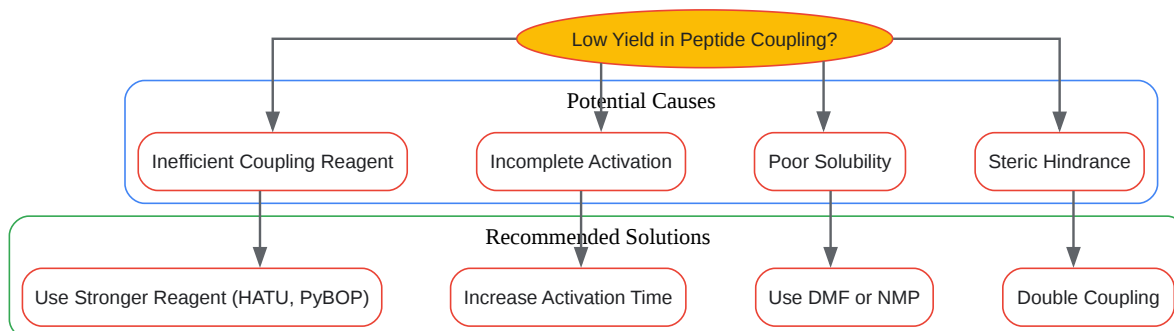 Low Yield in Peptide Coupling?
Potential Causes
Inefficient Coupling Reagent
Incomplete Activation
Poor Solubility
Steric Hindrance
Recommended Solutions
Use Stronger Reagent (HATU, PyBOP)
Increase Activation Time
Use DMF or NMP
Double Coupling